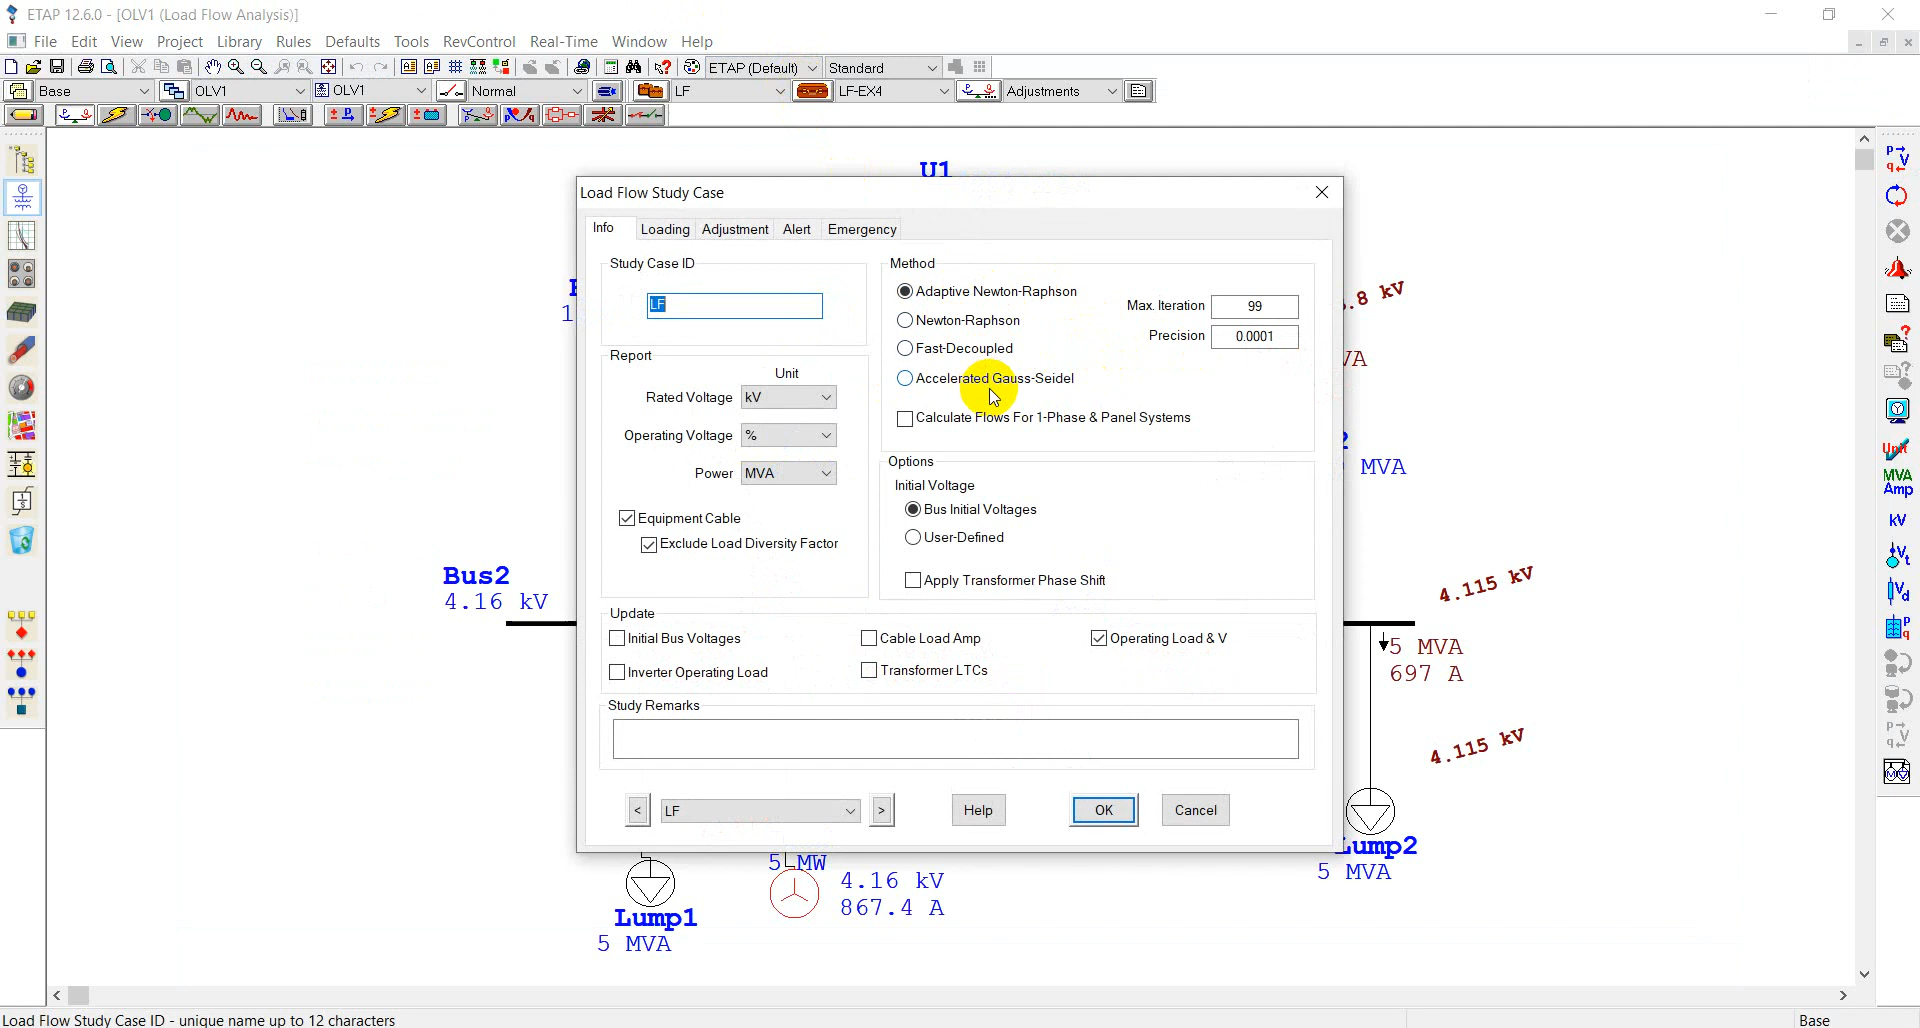 ETAP 12.6.0 - [OLV1 (Load Flow Analysis)]
File Edit View Project Library Rules Defaults Tools RevControl Real-Time Window Help
ETAP (Default) Standard
Base OLV1 OLV1 Normal LF LF-EX4 Adjustments
U1
Load Flow Study Case
Info Loading Adjustment Alert Emergency
Study Case ID
LF
Method
Adaptive Newton-Raphson
Newton-Raphson
Fast-Decoupled
Accelerated Gauss-Seidel
Max. Iteration 99
Precision 0.0001
Calculate Flows For 1-Phase & Panel Systems
Report
Unit
Rated Voltage kV
Operating Voltage %
Power MVA
Equipment Cable
Exclude Load Diversity Factor
Options
Initial Voltage
Bus Initial Voltages
User-Defined
Apply Transformer Phase Shift
Update
Initial Bus Voltages
Cable Load Amp
Operating Load & V
Inverter Operating Load
Transformer LTCs
Study Remarks
< LF > Help OK Cancel
.8 kV
VA
MVA
Bus2
4.16 kV
4.115 kV
5 MVA
697 A
4.115 kV
Lump2
5 MVA
5 MW
4.16 kV
867.4 A
Lump1
5 MVA
Unit
MVA
Amp
kV
Load Flow Study Case ID - unique name up to 12 characters
Base